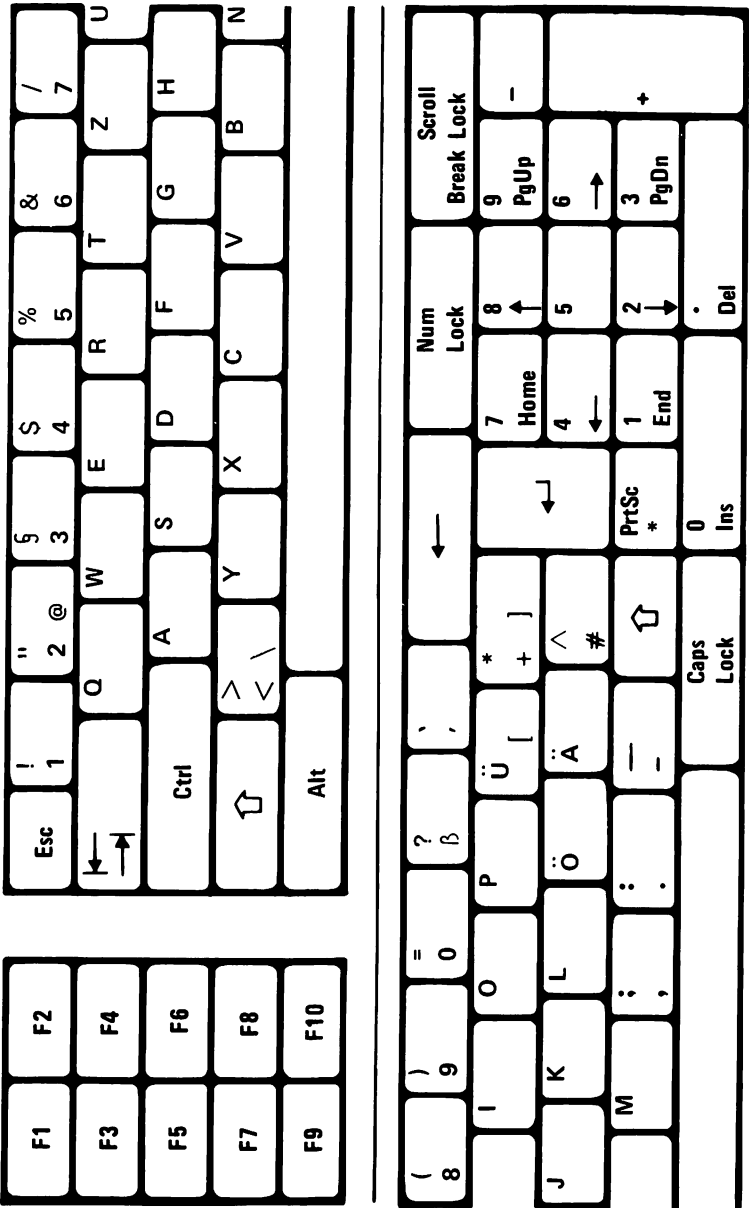 ! " § $ % & /
F1 F2 Esc 1 2 @ 3 4 5 6 7
F3 F4 Q W E R T Z U
F5 F6 Ctrl A S D F G H
> Y X C V B N
F7 F8 < \
F9 F10 Alt
( ) = ? ` ← Num Scroll
8 9 0 ß ´ Lock Break Lock
I O P Ü [ * + ] 7 8 ↑ 9 -
Home PgUp
J K L Ö Ä ^ # ↵ 4 5 6 +
← →
M ; : _ PrtSc 1 2 ↓ 3
, . - * End PgDn
Caps 0 .
Lock Ins Del